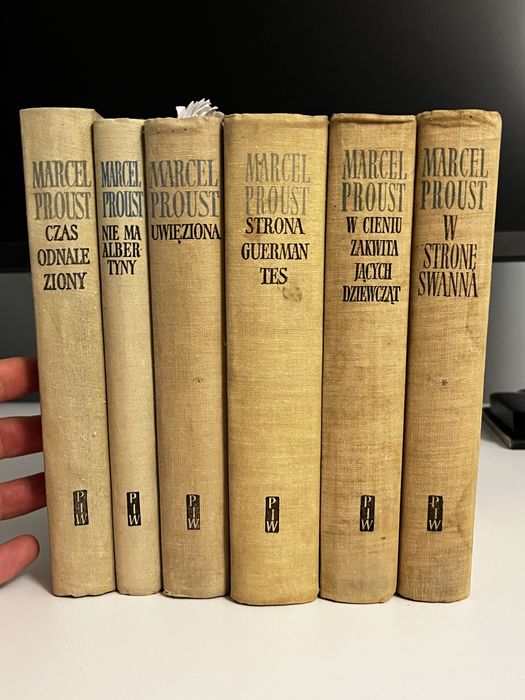 MARCEL
PROUST
CZAS
ODNALE
ZIONY
PIW
MARCEL
PROUST
NIE MA
ALBER
TYNY
PIW
MARCEL
PROUST
UWIĘZIONA
PIW
MARCEL
PROUST
STRONA
GUERMAN
TES
PIW
MARCEL
PROUST
W CIENIU
ZAKWITA
JĄCYCH
DZIEWCZĄT
PIW
MARCEL
PROUST
W
STRONĘ
SWANNA
*
PIW